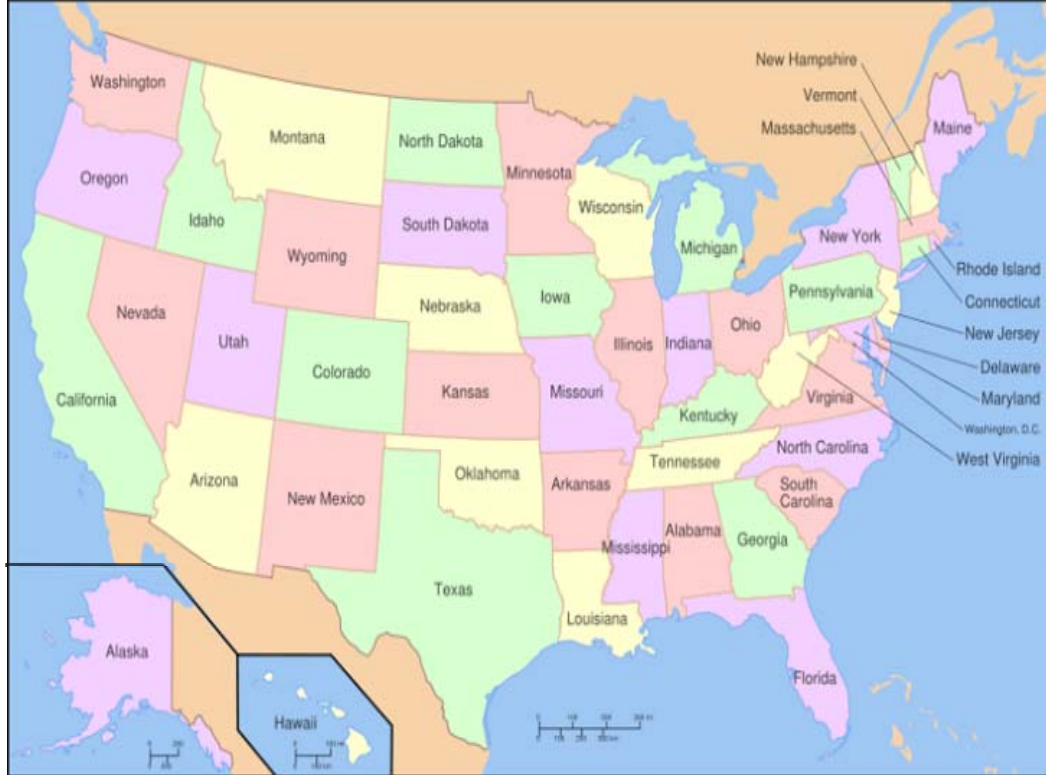 New Hampshire
Vermont
Massachusetts
Washington
Montana
North Dakota
Minnesota
Maine
Oregon
Idaho
Wyoming
South Dakota
Wisconsin
Michigan
New York
Rhode Island
Connecticut
New Jersey
Delaware
Maryland
Washington, D.C.
West Virginia
Nevada
Utah
Colorado
Nebraska
Iowa
Illinois
Indiana
Ohio
Pennsylvania
California
Kansas
Missouri
Kentucky
Virginia
Arizona
New Mexico
Oklahoma
Arkansas
Tennessee
North Carolina
South
Carolina
Mississippi
Alabama
Georgia
Texas
Louisiana
Florida
Alaska
Hawaii